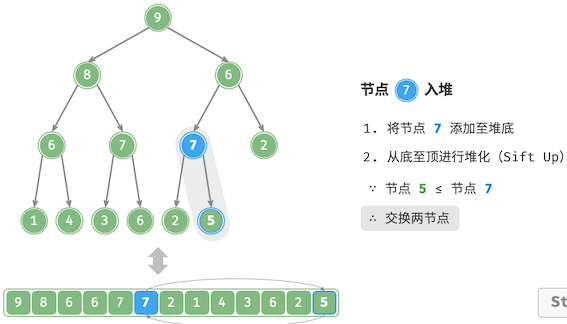 9
8 6
节点 7 入堆
6 7 7 2
1. 将节点 7 添加至堆底
2. 从底至顶进行堆化（Sift Up）
∵ 节点 5 ≤ 节点 7
1 4 3 6 2 5
∴ 交换两节点
9 8 6 6 7 7 2 1 4 3 6 2 5
St